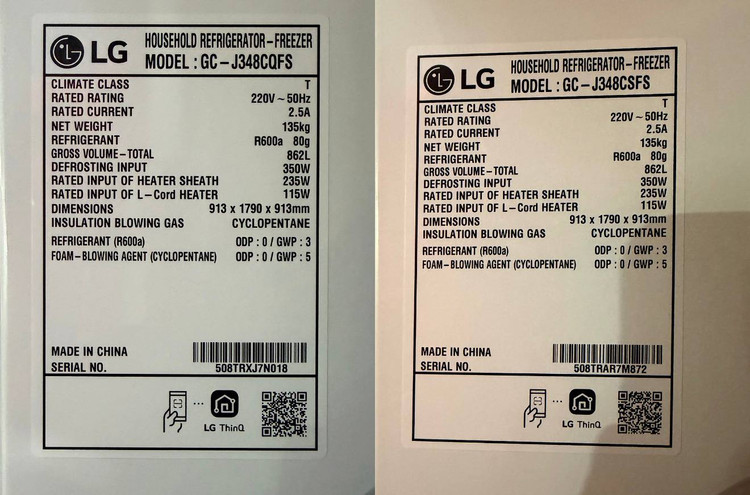 LG
HOUSEHOLD REFRIGERATOR-FREEZER
MODEL : GC-J348CQFS
CLIMATE CLASS T
RATED RATING 220V ~ 50Hz
RATED CURRENT 2.5A
NET WEIGHT 135kg
REFRIGERANT R600a 80g
GROSS VOLUME-TOTAL 862L
DEFROSTING INPUT 350W
RATED INPUT OF HEATER SHEATH 235W
RATED INPUT OF L-Cord HEATER 115W
DIMENSIONS 913 x 1790 x 913mm
INSULATION BLOWING GAS CYCLOPENTANE
REFRIGERANT (R600a) ODP : 0 / GWP : 3
FOAM-BLOWING AGENT (CYCLOPENTANE) ODP : 0 / GWP : 5
MADE IN CHINA
SERIAL NO. 508TRXJ7N018
LG ThinQ
LG
HOUSEHOLD REFRIGERATOR-FREEZER
MODEL : GC-J348CSFS
CLIMATE CLASS T
RATED RATING 220V ~ 50Hz
RATED CURRENT 2.5A
NET WEIGHT 135kg
REFRIGERANT R600a 80g
GROSS VOLUME-TOTAL 862L
DEFROSTING INPUT 350W
RATED INPUT OF HEATER SHEATH 235W
RATED INPUT OF L-Cord HEATER 115W
DIMENSIONS 913 x 1790 x 913mm
INSULATION BLOWING GAS CYCLOPENTANE
REFRIGERANT (R600a) ODP : 0 / GWP : 3
FOAM-BLOWING AGENT (CYCLOPENTANE) ODP : 0 / GWP : 5
MADE IN CHINA
SERIAL NO. 508TRAR7M872
LG ThinQ